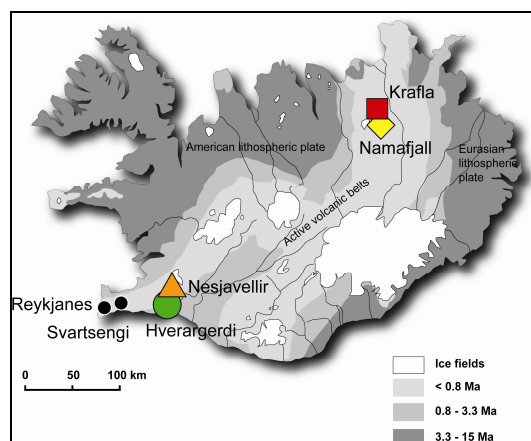 Krafla
Namafjall
American lithospheric plate
Eurasian
lithospheric
plate
Active volcanic belts
Nesjavellir
Reykjanes
Svartsengi
Hverargerdi
0 50 100 km
Ice fields
< 0.8 Ma
0.8 - 3.3 Ma
3.3 - 15 Ma